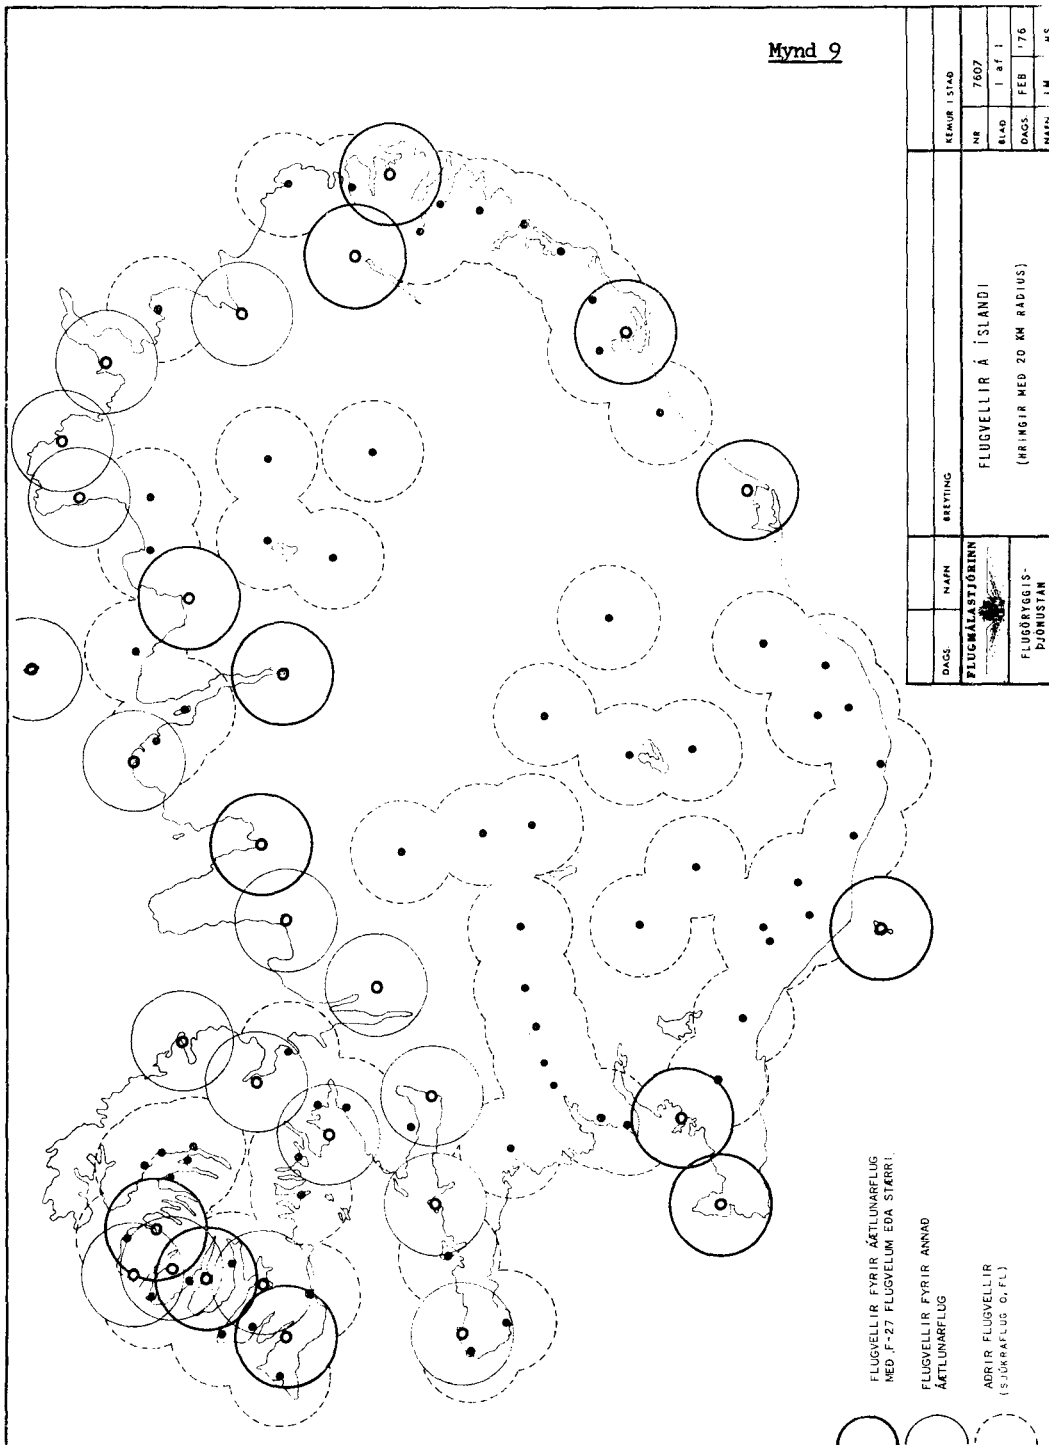 Mynd 9
KEMUR Í STAÐ
NR 7607
BLAÐ 1 af 1
DAGS. FEB '76
NAFN
BREYTING
FLUGVELLIR Á ÍSLANDI
(HRINGIR MEÐ 20 KM RADIUS)
DAGS. NAFN
FLUGMÁLASTJÓRINN
FLUGÖRYGGIS-
ÞJÓNUSTAN
FLUGVELLIR FYRIR ÁÆTLUNARFLUG
MEÐ F-27 FLUGVÉLUM EÐA STÆRRI
FLUGVELLIR FYRIR ANNAÐ
ÁÆTLUNARFLUG
AÐRIR FLUGVELLIR
(SJÚKRAFLUG O.FL)